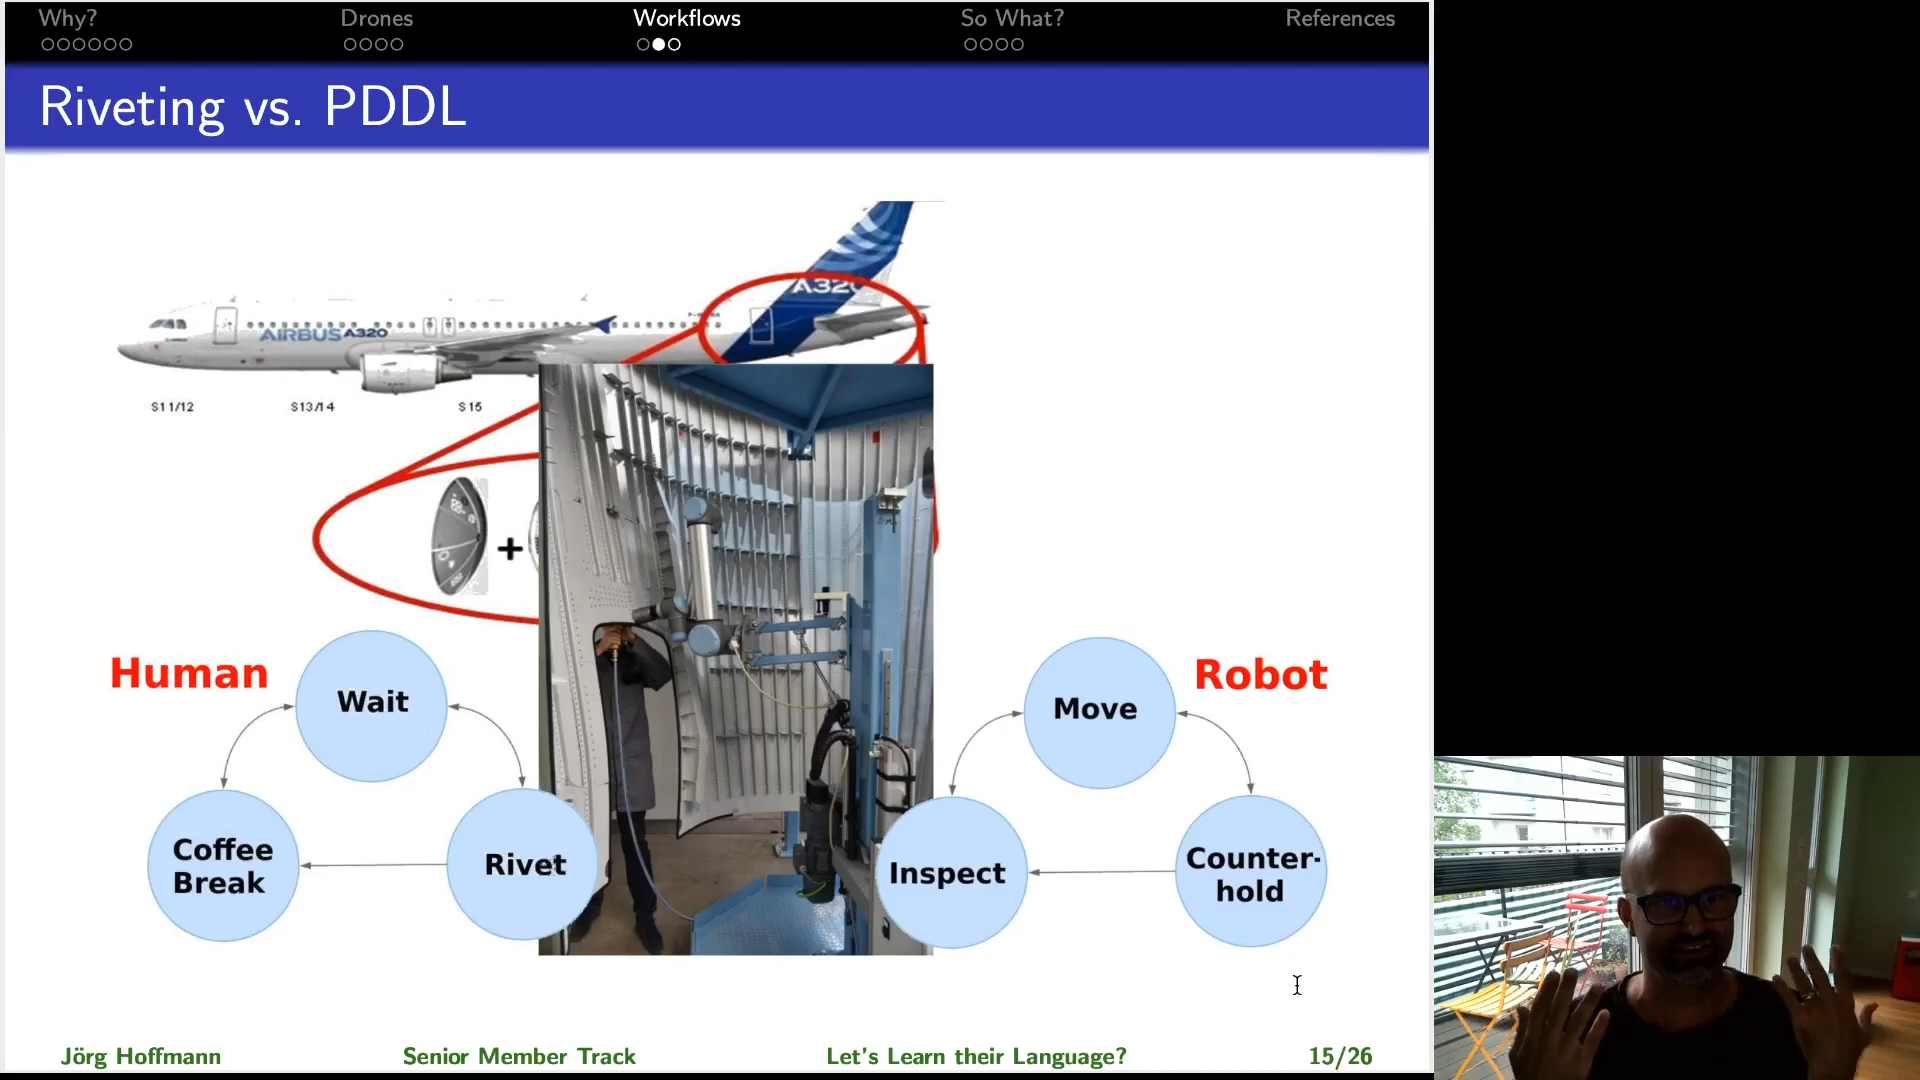 Why? Drones Workflows So What? References
Riveting vs. PDDL
A320
AIRBUS A320
S11/12 S13/14 S15
+
Human Wait Move Robot
Coffee
Break
Rivet
Inspect
Counter-
hold
Jörg Hoffmann Senior Member Track Let's Learn their Language? 15/26